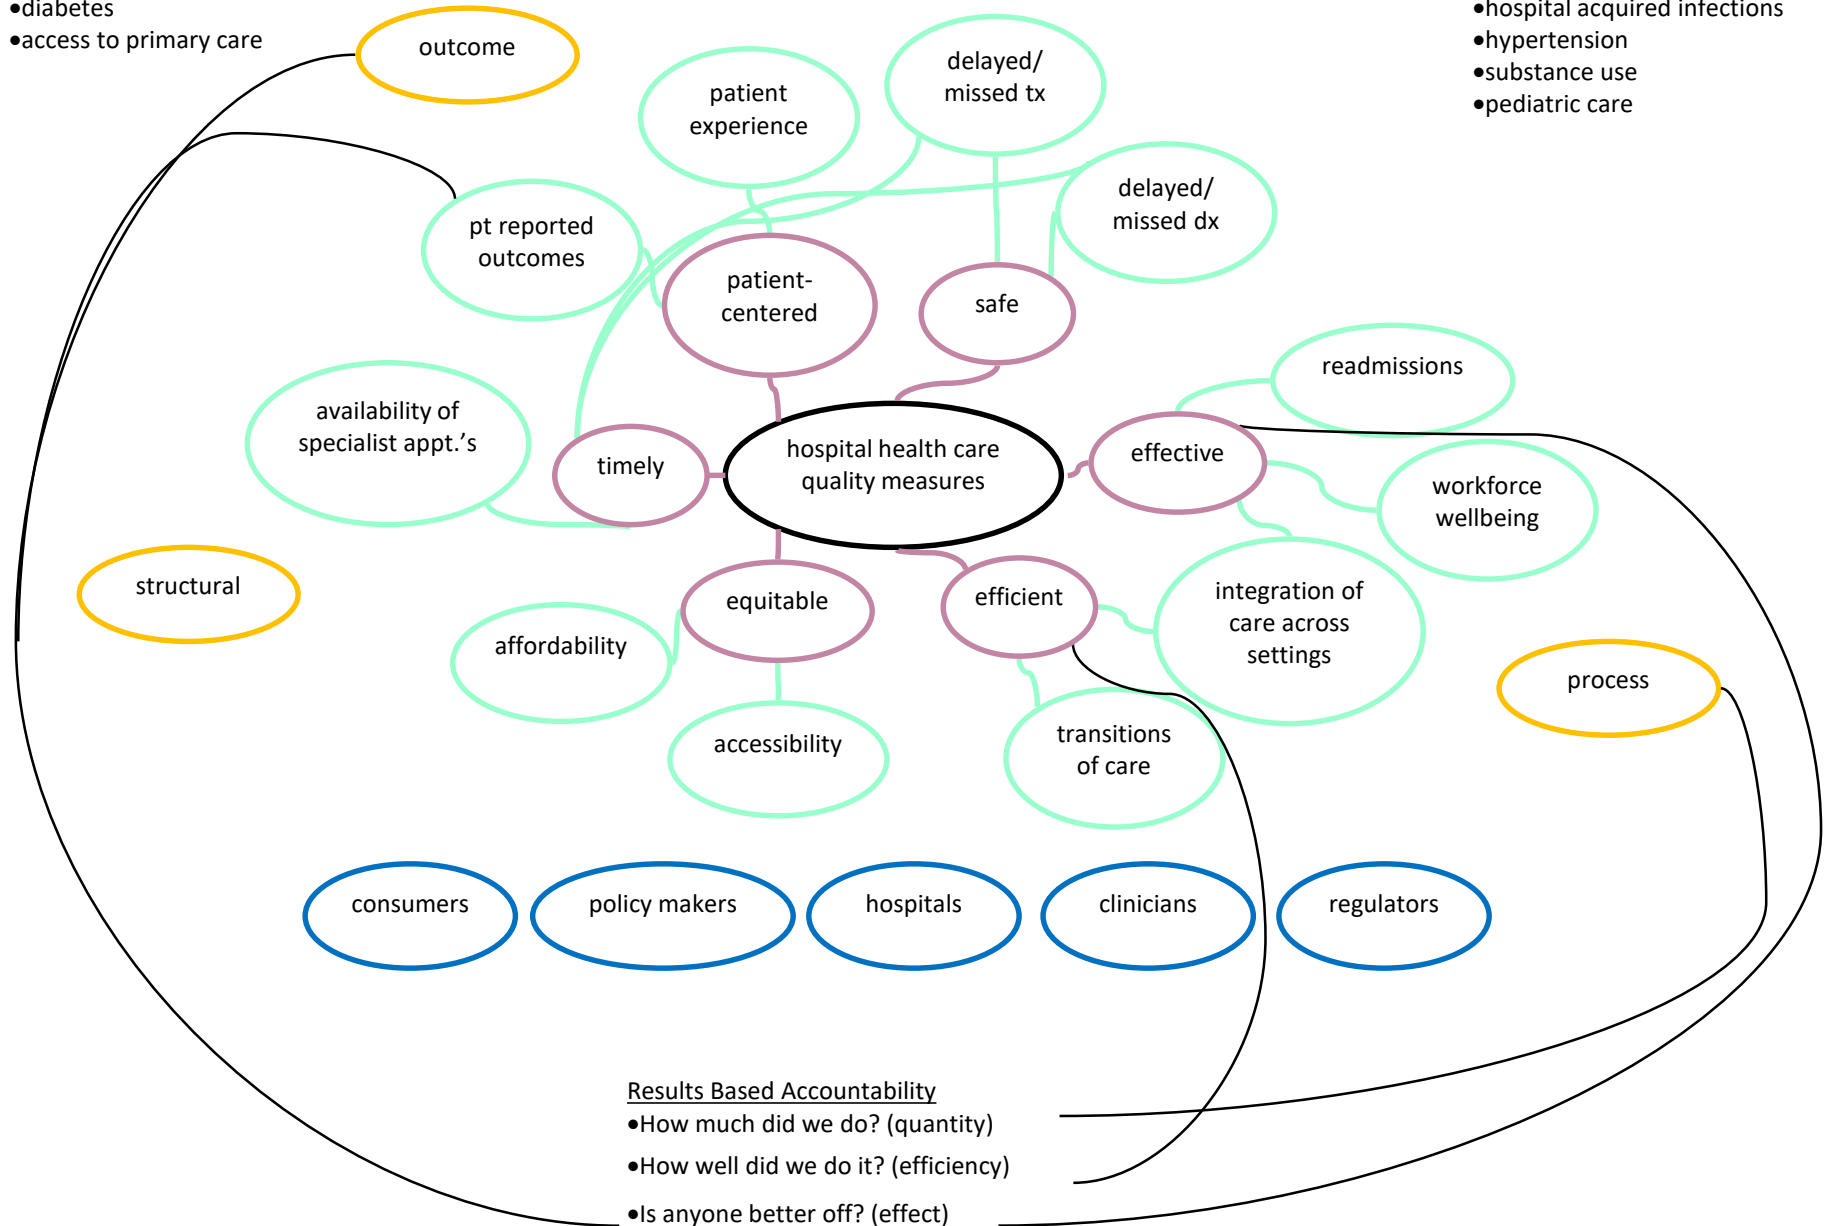 •diabetes
•access to primary care
•hospital acquired infections
•hypertension
•substance use
•pediatric care
outcome
delayed/
missed tx
patient
experience
delayed/
missed dx
pt reported
outcomes
patient-
centered
safe
readmissions
availability of
specialist appt.’s
timely
hospital health care
quality measures
effective
workforce
wellbeing
structural
equitable
efficient
integration of
care across
settings
affordability
process
accessibility
transitions
of care
consumers
policy makers
hospitals
clinicians
regulators
Results Based Accountability
•How much did we do? (quantity)
•How well did we do it? (efficiency)
•Is anyone better off? (effect)